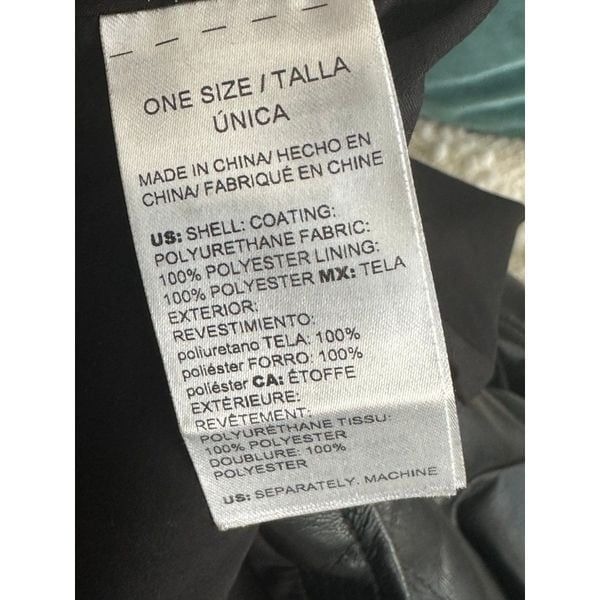 ONE SIZE / TALLA
ÚNICA
MADE IN CHINA/ HECHO EN
CHINA/ FABRIQUÉ EN CHINE
US: SHELL: COATING:
POLYURETHANE FABRIC:
100% POLYESTER LINING:
100% POLYESTER MX: TELA
EXTERIOR:
REVESTIMIENTO:
poliuretano TELA: 100%
poliéster FORRO: 100%
poliéster CA: ÉTOFFE
EXTÉRIEURE:
REVÊTEMENT:
POLYURÉTHANE TISSU:
100% POLYESTER
DOUBLURE: 100%
POLYESTER
US: SEPARATELY. MACHINE